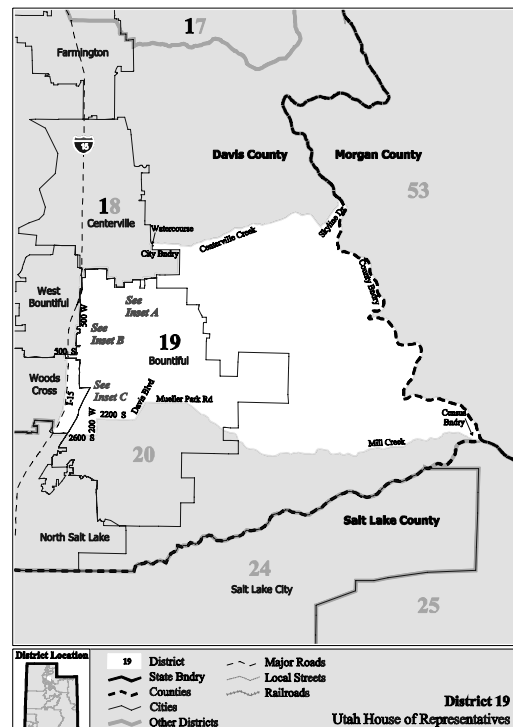 17
Farmington
15
Davis County
Morgan County
53
18
Centerville
Watercourse
Centerville Creek
Skyline Dr
City Bndry
County Bndry
West
Bountiful
See
Inset A
500 W
See
Inset B
19
Bountiful
500 S
Woods
Cross
I-15
See
Inset C
Davis Blvd
Mueller Park Rd
200 W
2200 S
2600 S
Census
Bndry
Mill Creek
20
Salt Lake County
North Salt Lake
24
Salt Lake City
25
District Location
19 District
State Bndry
Counties
Cities
Other Districts
Major Roads
Local Streets
Railroads
District 19
Utah House of Representatives